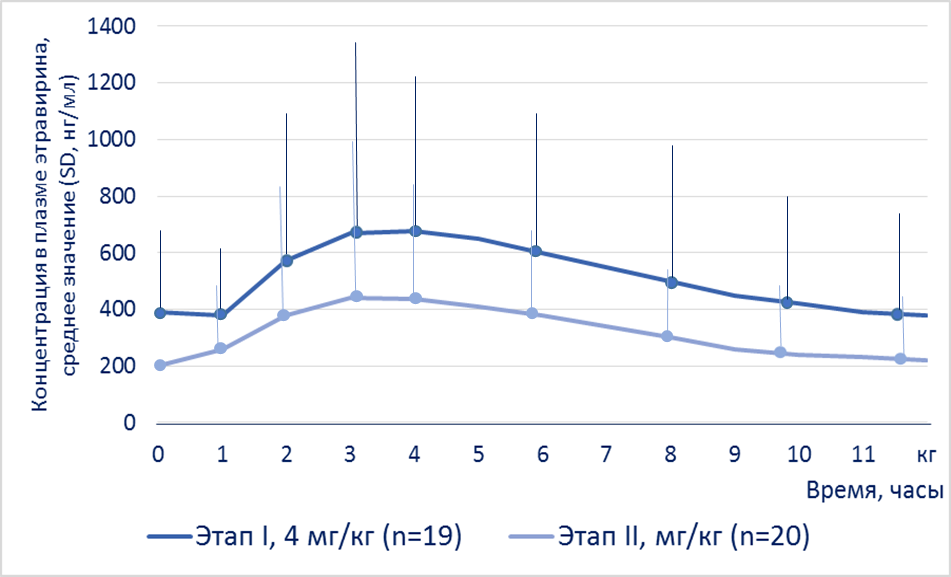 Концентрация в плазме этравирина,
среднее значение (SD, нг/мл)
1400
1200
1000
800
600
400
200
0
0 1 2 3 4 5 6 7 8 9 10 11 кг
Время, часы
Этап I, 4 мг/кг (n=19) Этап II, мг/кг (n=20)